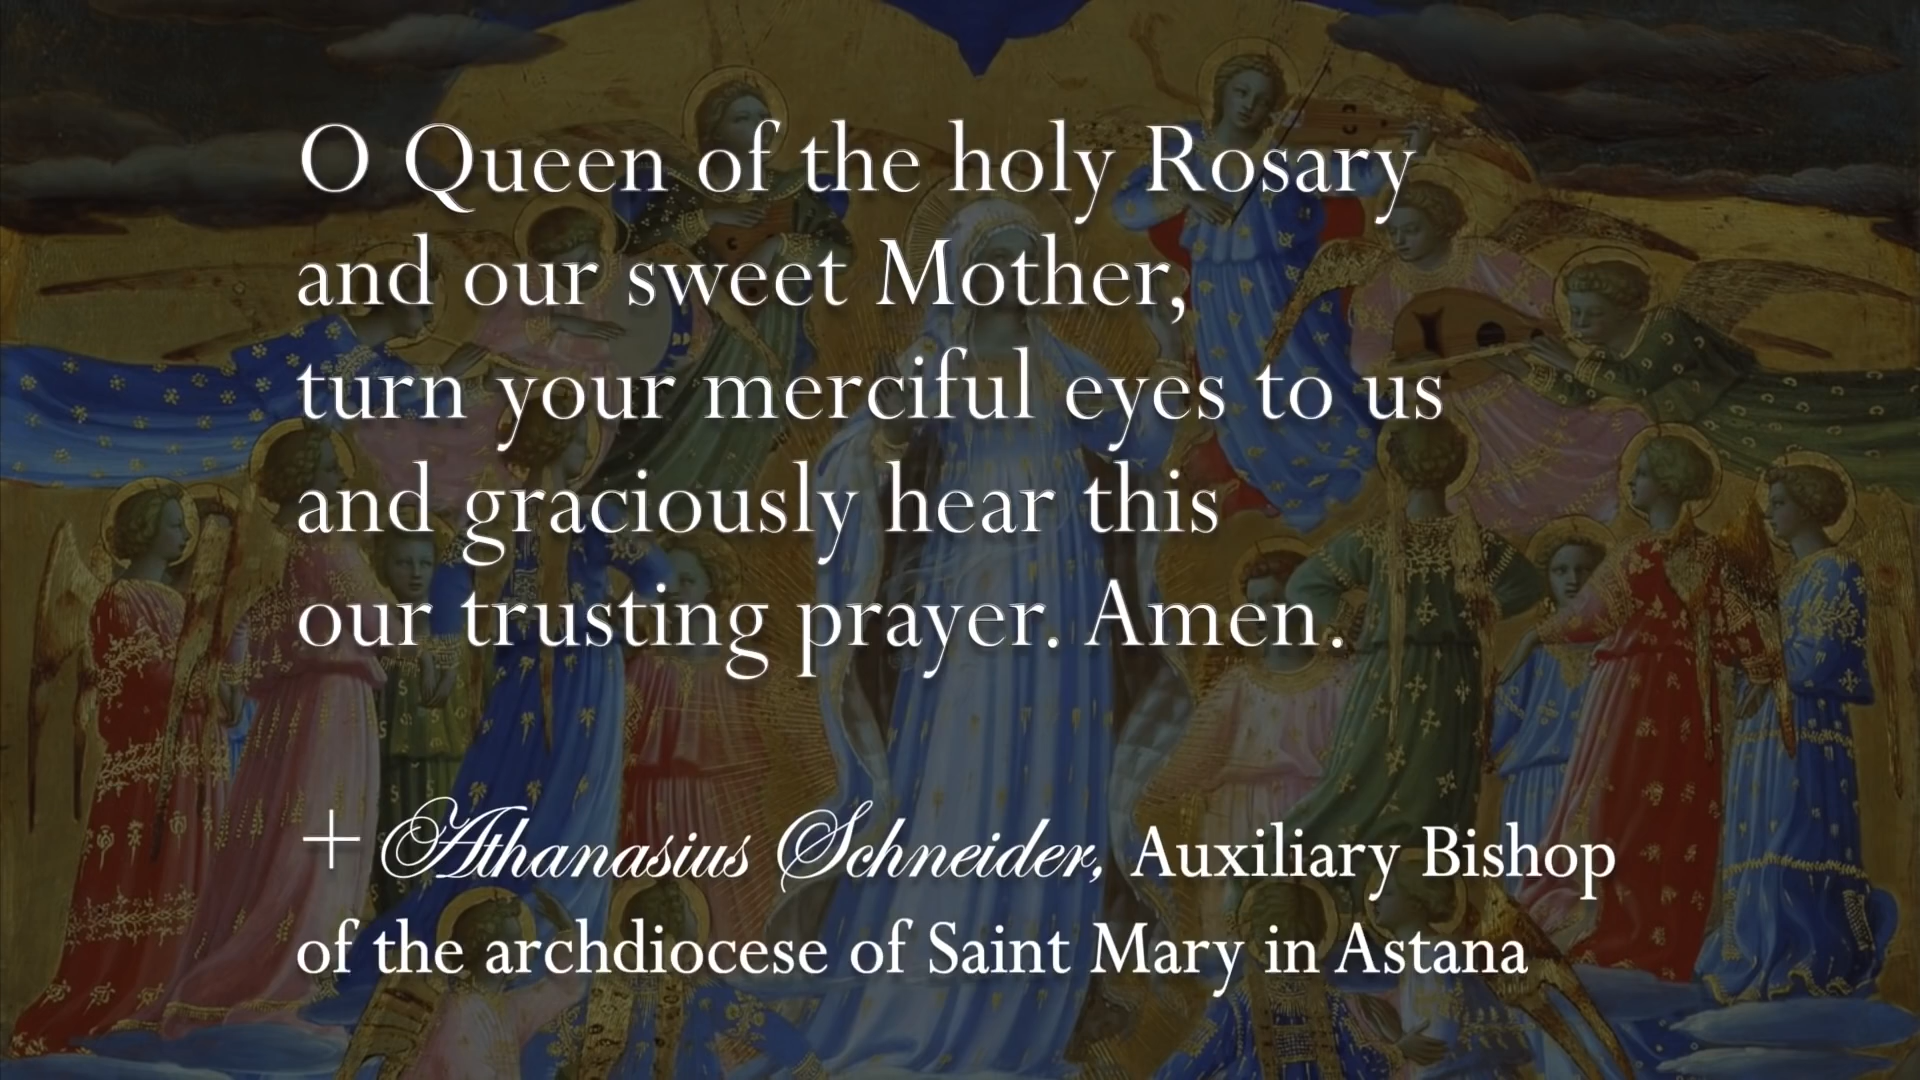 O Queen of the holy Rosary
and our sweet Mother,
turn your merciful eyes to us
and graciously hear this
our trusting prayer. Amen.
+ Athanasius Schneider, Auxiliary Bishop
of the archdiocese of Saint Mary in Astana